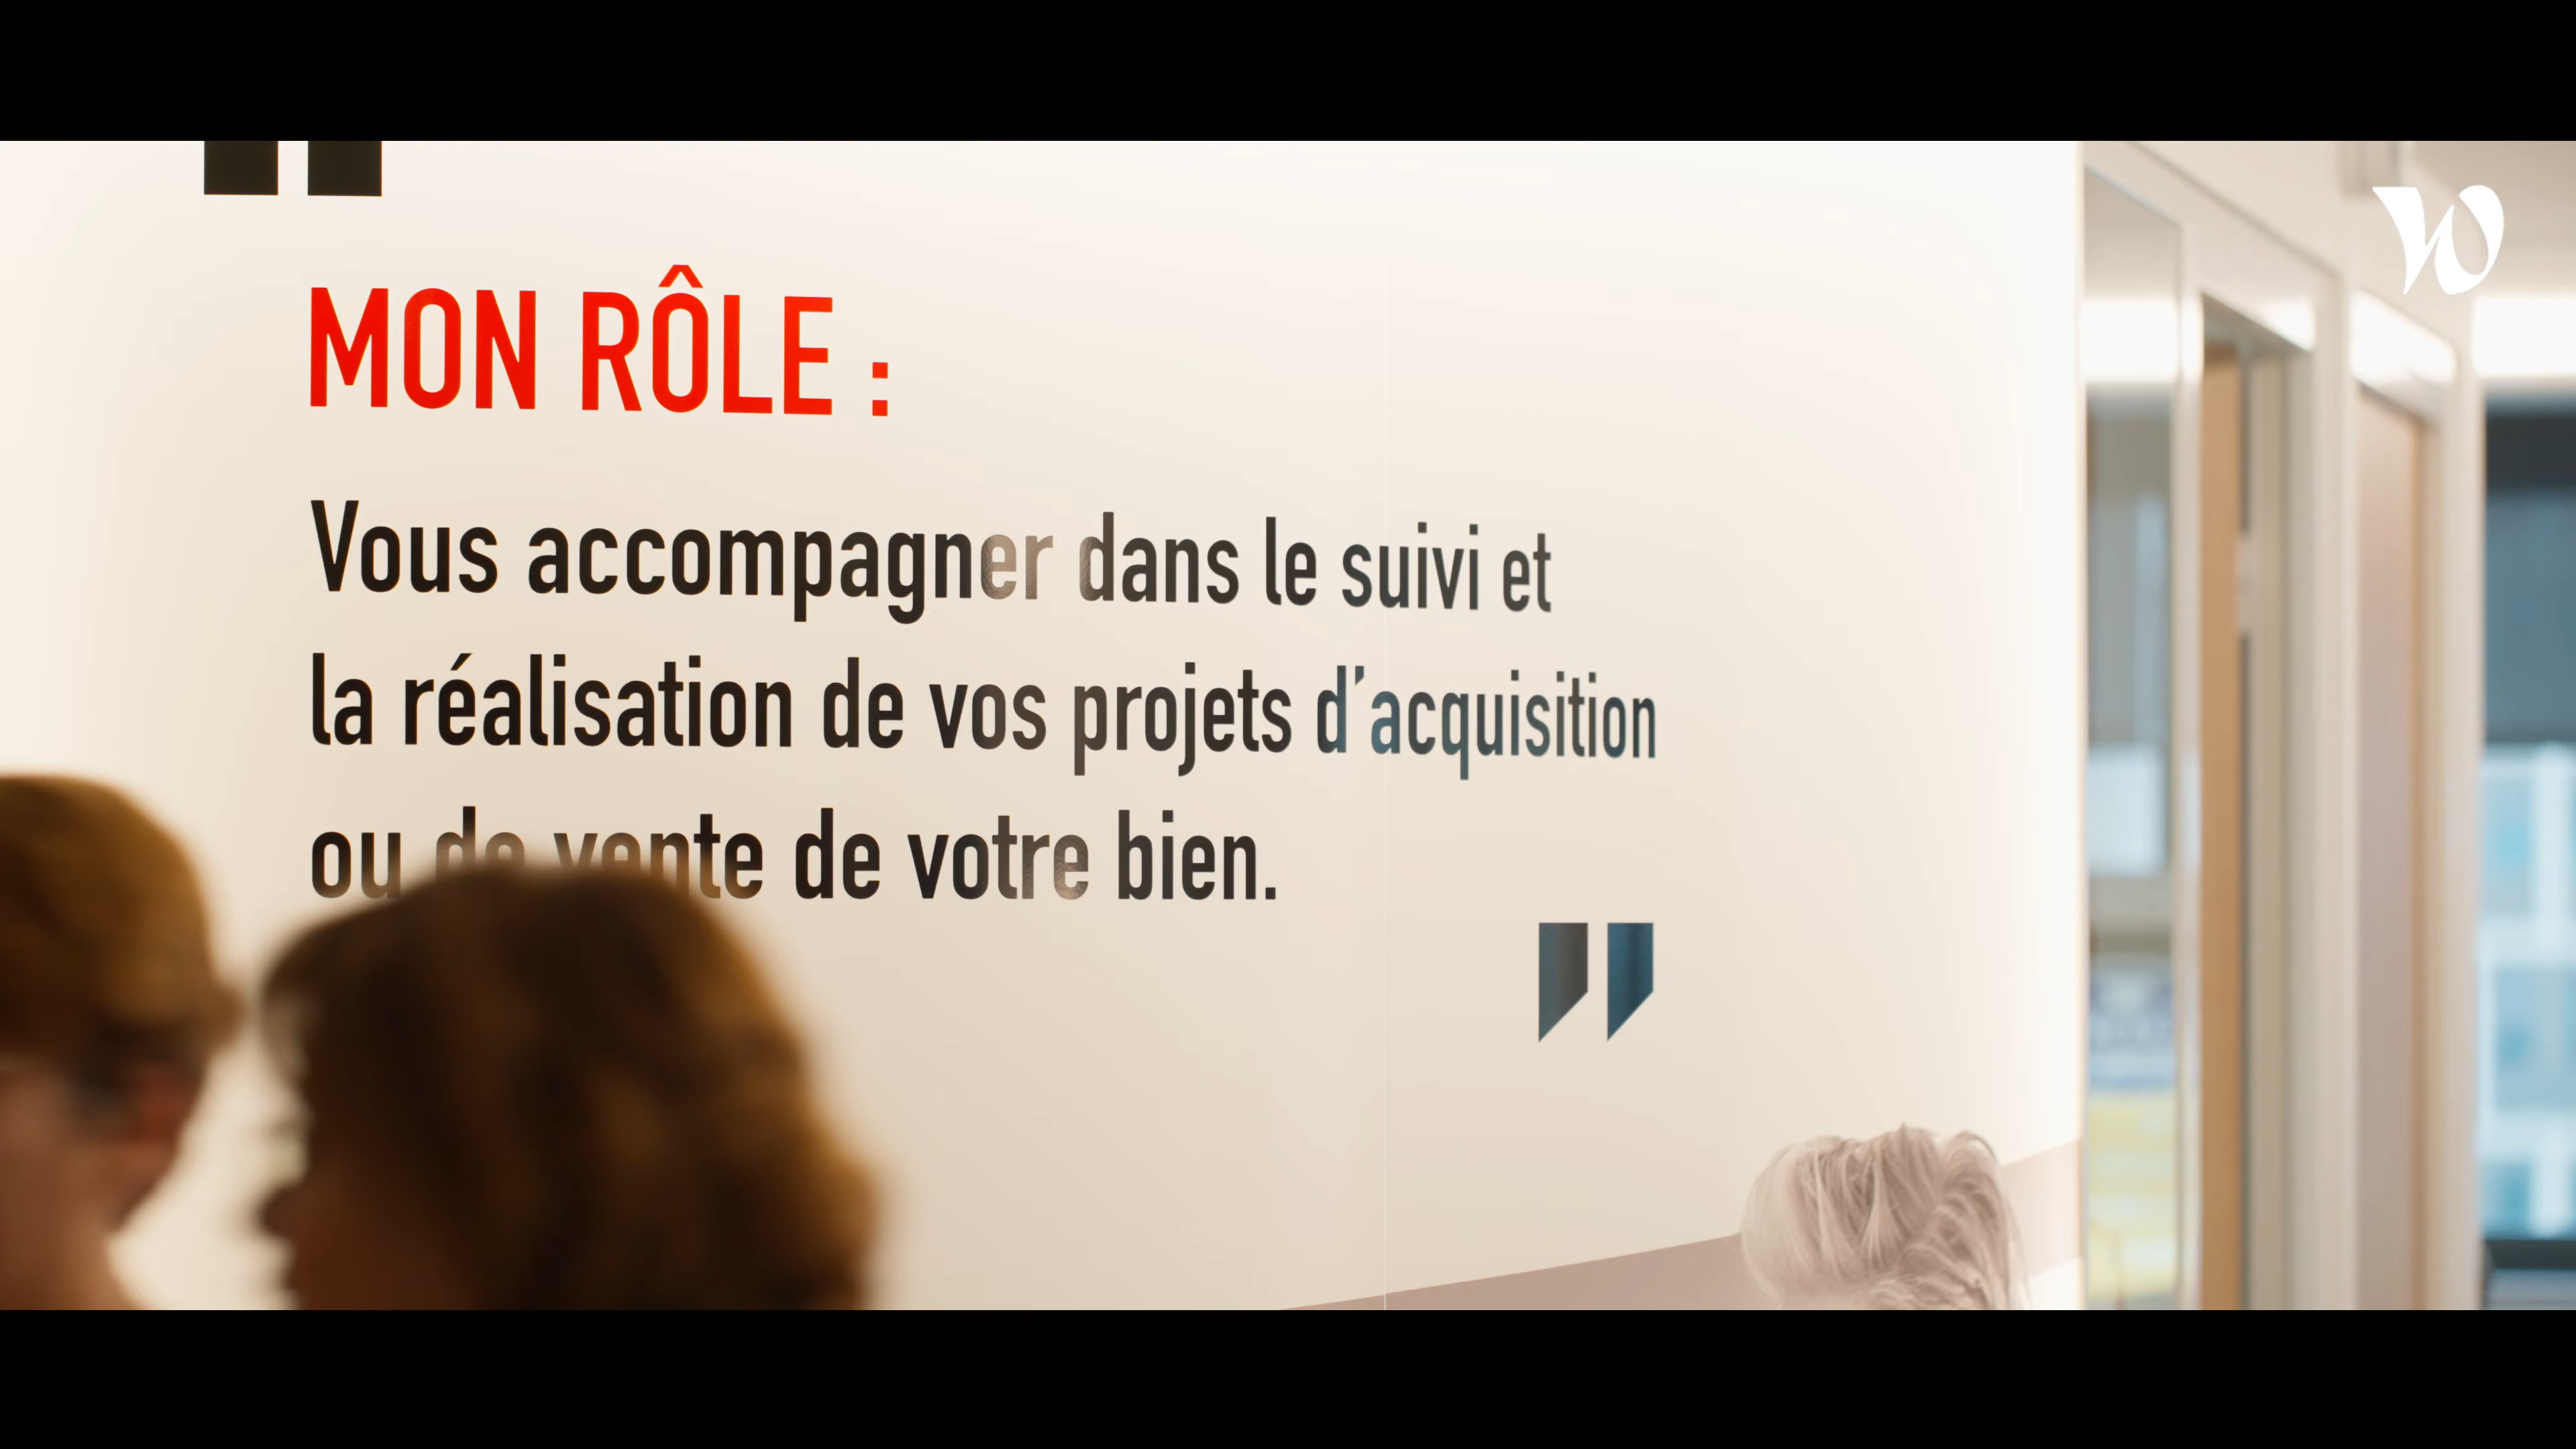 MON RÔLE :
Vous accompagner dans le suivi et
la réalisation de vos projets d’acquisition
ou de vente de votre bien.
”
W